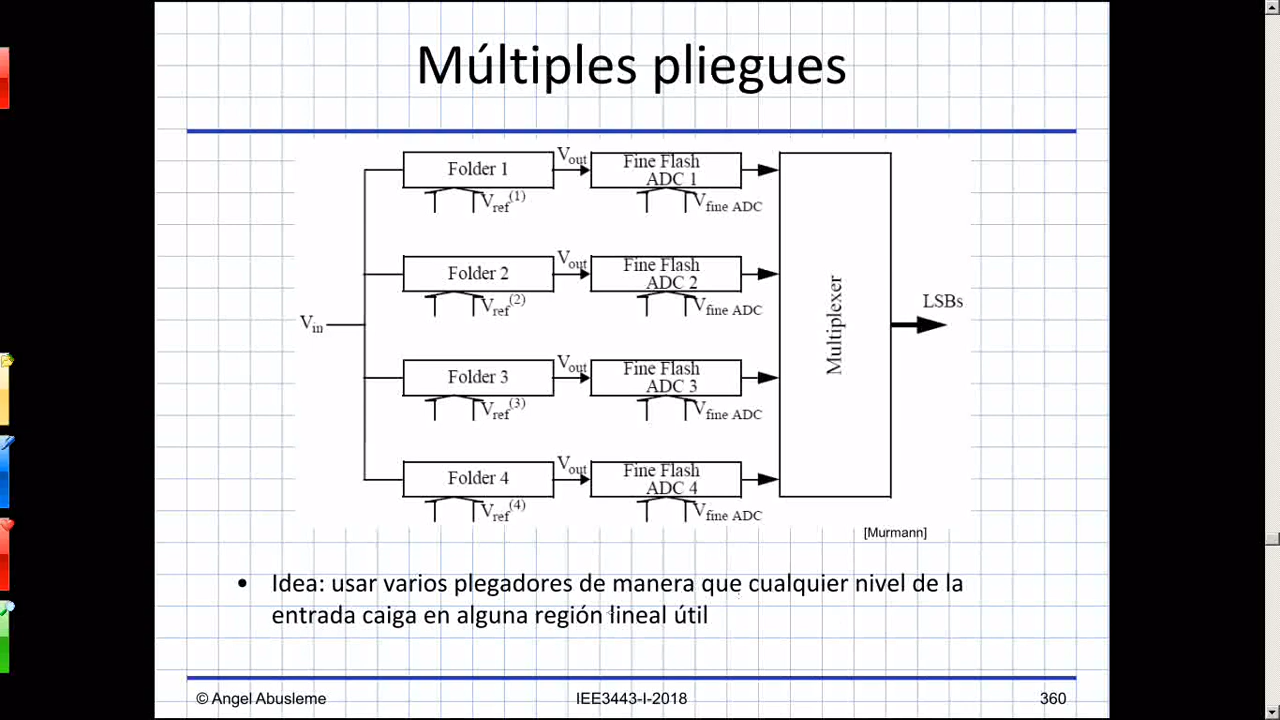 Múltiples pliegues
Folder 1
Vout
Fine Flash
ADC 1
Vref(1)
Vfine ADC
Folder 2
Vout
Fine Flash
ADC 2
Vref(2)
Vfine ADC
Vin
Folder 3
Vout
Fine Flash
ADC 3
Vref(3)
Vfine ADC
Folder 4
Vout
Fine Flash
ADC 4
Vref(4)
Vfine ADC
Multiplexer
LSBs
[Murmann]
• Idea: usar varios plegadores de manera que cualquier nivel de la
entrada caiga en alguna región lineal útil
© Angel Abusleme
IEE3443-I-2018
360